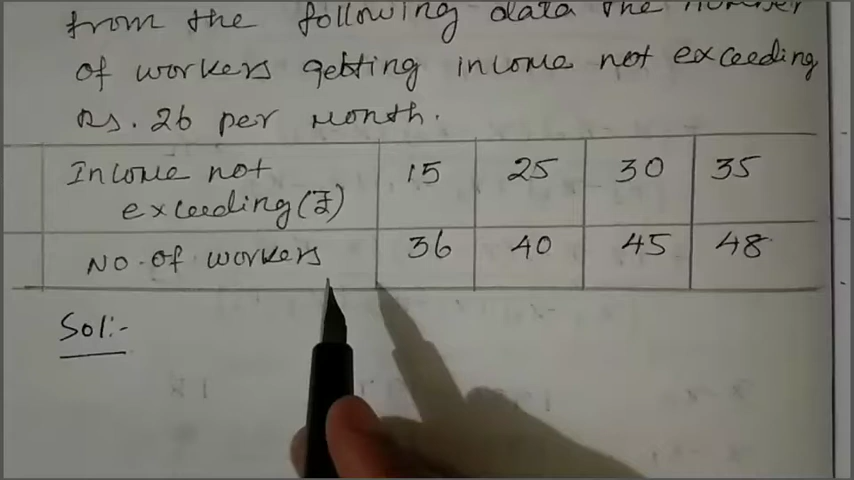 from the following data the number
of workers getting income not exceeding
Rs. 26 per month.
Income not exceeding (₹) 15 25 30 35
No. of workers 36 40 45 48
Sol:-